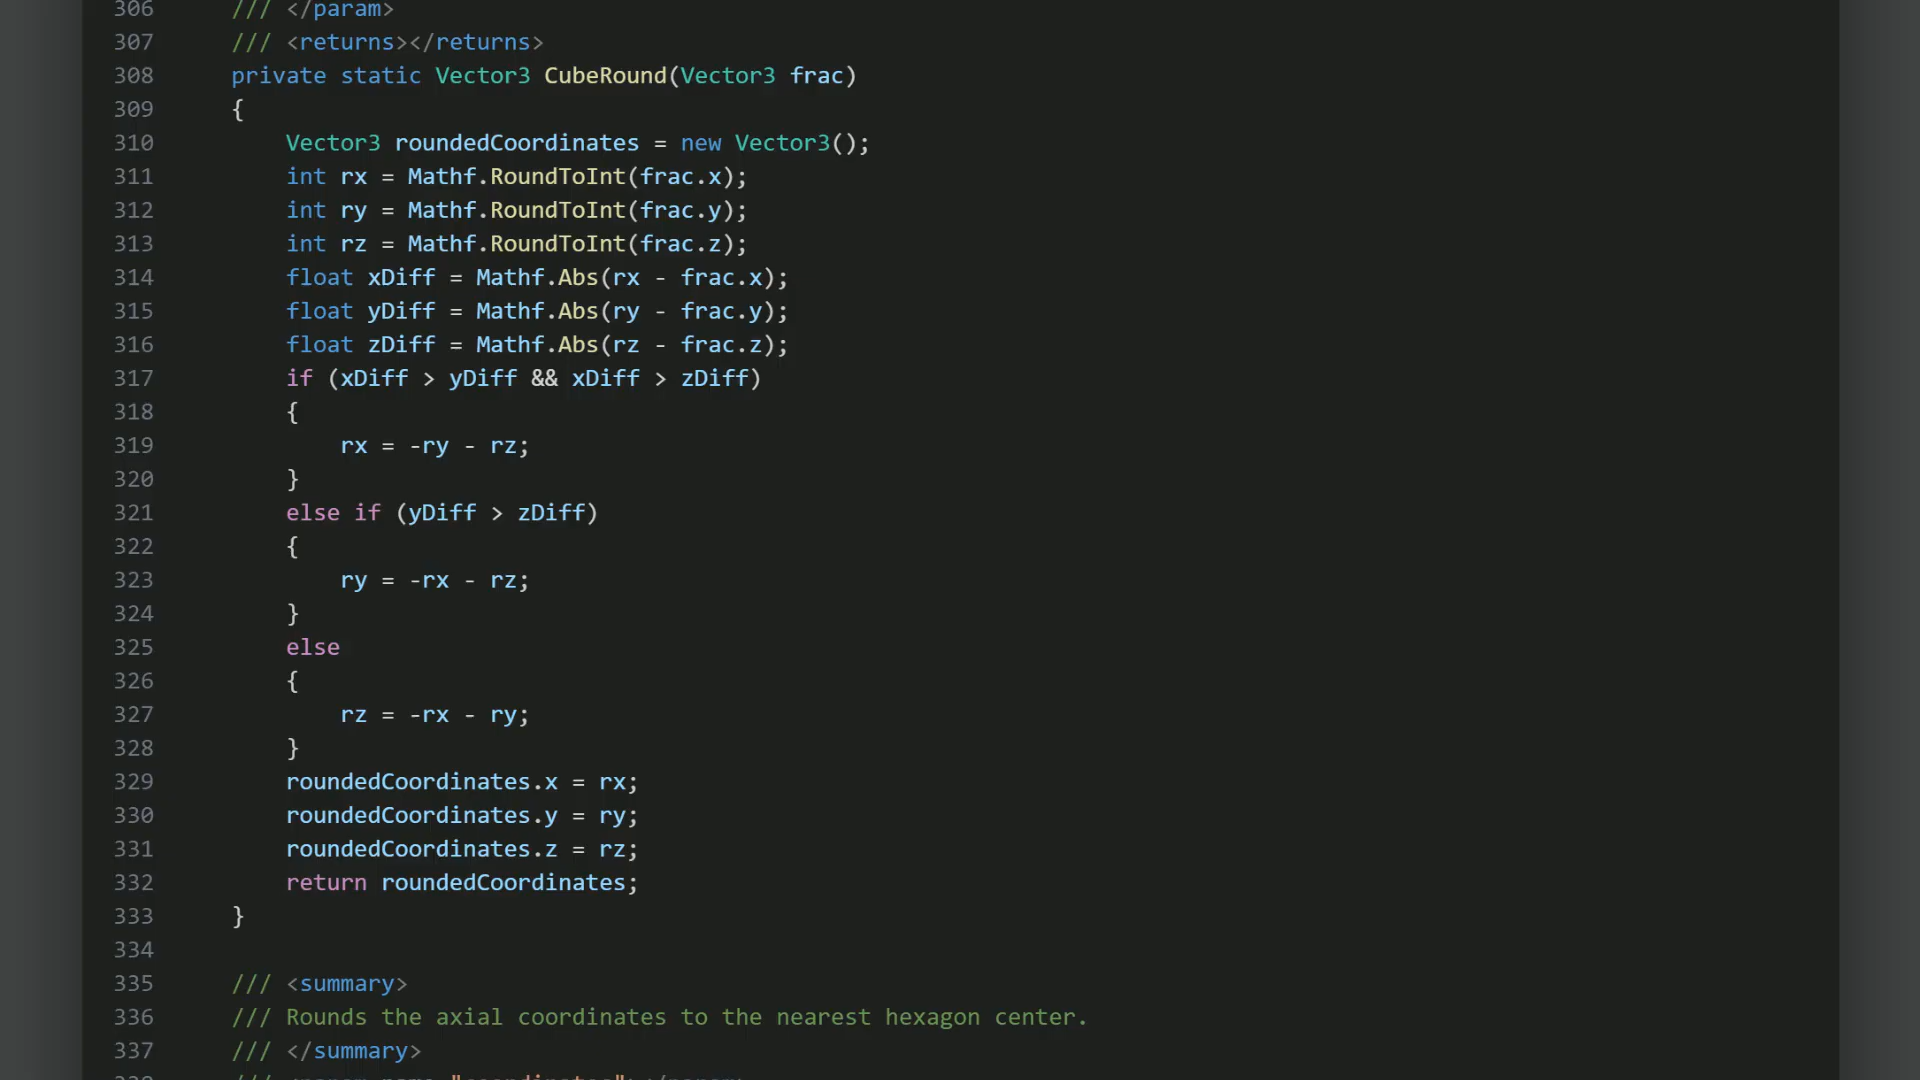 306 /// </param>
307 /// <returns></returns>
308 private static Vector3 CubeRound(Vector3 frac)
309 {
310 Vector3 roundedCoordinates = new Vector3();
311 int rx = Mathf.RoundToInt(frac.x);
312 int ry = Mathf.RoundToInt(frac.y);
313 int rz = Mathf.RoundToInt(frac.z);
314 float xDiff = Mathf.Abs(rx - frac.x);
315 float yDiff = Mathf.Abs(ry - frac.y);
316 float zDiff = Mathf.Abs(rz - frac.z);
317 if (xDiff > yDiff && xDiff > zDiff)
318 {
319 rx = -ry - rz;
320 }
321 else if (yDiff > zDiff)
322 {
323 ry = -rx - rz;
324 }
325 else
326 {
327 rz = -rx - ry;
328 }
329 roundedCoordinates.x = rx;
330 roundedCoordinates.y = ry;
331 roundedCoordinates.z = rz;
332 return roundedCoordinates;
333 }
334
335 /// <summary>
336 /// Rounds the axial coordinates to the nearest hexagon center.
337 /// </summary>